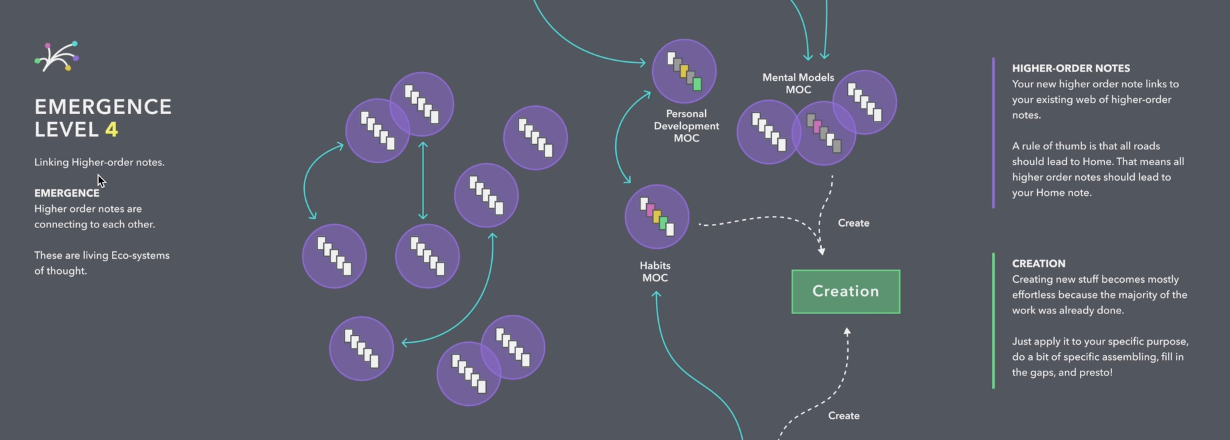 EMERGENCE
LEVEL 4
Linking Higher-order notes.
EMERGENCE
Higher order notes are
connecting to each other.
These are living Eco-systems
of thought.
Personal
Development
MOC
Mental Models
MOC
Habits
MOC
Create
Creation
Create
HIGHER-ORDER NOTES
Your new higher order note links to
your existing web of higher-order
notes.
A rule of thumb is that all roads
should lead to Home. That means all
higher order notes should lead to
your Home note.
CREATION
Creating new stuff becomes mostly
effortless because the majority of the
work was already done.
Just apply it to your specific purpose,
do a bit of specific assembling, fill in
the gaps, and presto!